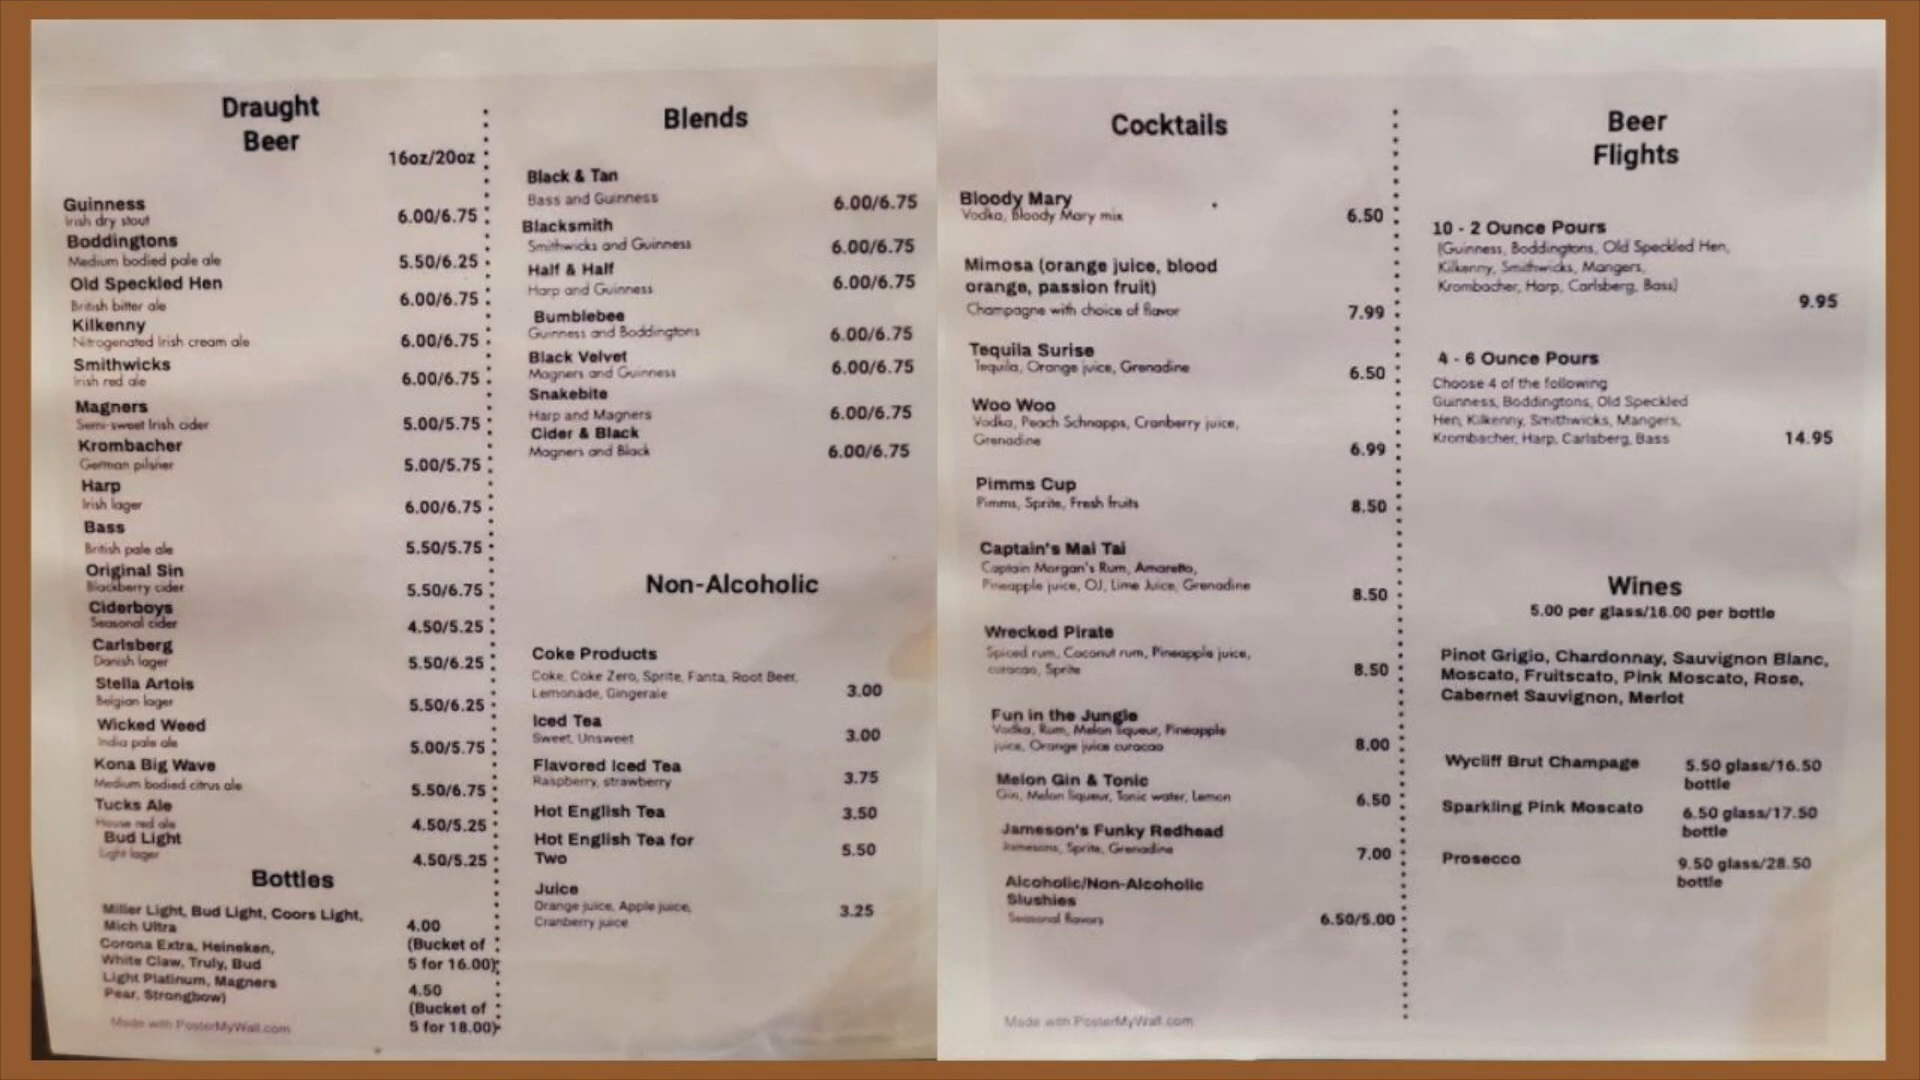 Draught
Beer
16oz/20oz
Guinness
Irish dry stout
6.00/6.75
Boddingtons
Medium bodied pale ale
5.50/6.25
Old Speckled Hen
British bitter ale
6.00/6.75
Kilkenny
Nitrogenated Irish cream ale
6.00/6.75
Smithwicks
Irish red ale
6.00/6.75
Magners
Semi-sweet Irish cider
5.00/5.75
Krombacher
German pilsner
5.00/5.75
Harp
Irish lager
6.00/6.75
Bass
British pale ale
5.50/5.75
Original Sin
Blackberry cider
5.50/6.75
Ciderboys
Seasonal cider
4.50/5.25
Carlsberg
Danish lager
5.50/6.25
Stella Artois
Belgian lager
5.50/6.25
Wicked Weed
India pale ale
5.00/5.75
Kona Big Wave
Medium bodied citrus ale
5.50/6.75
Tucks Ale
House red ale
4.50/5.25
Bud Light
Light lager
4.50/5.25
Bottles
Miller Light, Bud Light, Coors Light,
Mich Ultra
4.00
(Bucket of
5 for 16.00)
Corona Extra, Heineken,
White Claw, Truly, Bud
Light Platinum, Magners
Pear, Strongbow)
4.50
(Bucket of
5 for 18.00)
Made with PosterMyWall.com
Blends
Black & Tan
Bass and Guinness
6.00/6.75
Blacksmith
Smithwicks and Guinness
6.00/6.75
Half & Half
Harp and Guinness
6.00/6.75
Bumblebee
Guinness and Boddingtons
6.00/6.75
Black Velvet
Magners and Guinness
6.00/6.75
Snakebite
Harp and Magners
6.00/6.75
Cider & Black
Magners and Black
6.00/6.75
Non-Alcoholic
Coke Products
Coke, Coke Zero, Sprite, Fanta, Root Beer,
Lemonade, Gingerale
3.00
Iced Tea
Sweet, Unsweet
3.00
Flavored Iced Tea
Raspberry, strawberry
3.75
Hot English Tea
3.50
Hot English Tea for
Two
5.50
Juice
Orange juice, Apple juice,
Cranberry juice
3.25
Cocktails
Bloody Mary
Vodka, Bloody Mary mix
6.50
Mimosa (orange juice, blood
orange, passion fruit)
Champagne with choice of flavor
7.99
Tequila Surise
Tequila, Orange juice, Grenadine
6.50
Woo Woo
Vodka, Peach Schnapps, Cranberry juice,
Grenadine
6.99
Pimms Cup
Pimms, Sprite, Fresh fruits
8.50
Captain's Mai Tai
Captain Morgan's Rum, Amaretto,
Pineapple juice, OJ, Lime Juice, Grenadine
8.50
Wrecked Pirate
Spiced rum, Coconut rum, Pineapple juice,
curacao, Sprite
8.50
Fun in the Jungle
Vodka, Rum, Melon liqueur, Pineapple
juice, Orange juice curacao
8.00
Melon Gin & Tonic
Gin, Melon liqueur, Tonic water, Lemon
6.50
Jameson's Funky Redhead
Jamesons, Sprite, Grenadine
7.00
Alcoholic/Non-Alcoholic
Slushies
Seasonal flavors
6.50/5.00
Made with PosterMyWall.com
Beer
Flights
10 - 2 Ounce Pours
(Guinness, Boddingtons, Old Speckled Hen,
Kilkenny, Smithwicks, Mangers,
Krombacher, Harp, Carlsberg, Bass)
9.95
4 - 6 Ounce Pours
Choose 4 of the following
Guinness, Boddingtons, Old Speckled
Hen, Kilkenny, Smithwicks, Mangers,
Krombacher, Harp, Carlsberg, Bass
14.95
Wines
5.00 per glass/16.00 per bottle
Pinot Grigio, Chardonnay, Sauvignon Blanc,
Moscato, Fruitscato, Pink Moscato, Rose,
Cabernet Sauvignon, Merlot
Wycliff Brut Champage
5.50 glass/16.50
bottle
Sparkling Pink Moscato
6.50 glass/17.50
bottle
Prosecco
9.50 glass/28.50
bottle